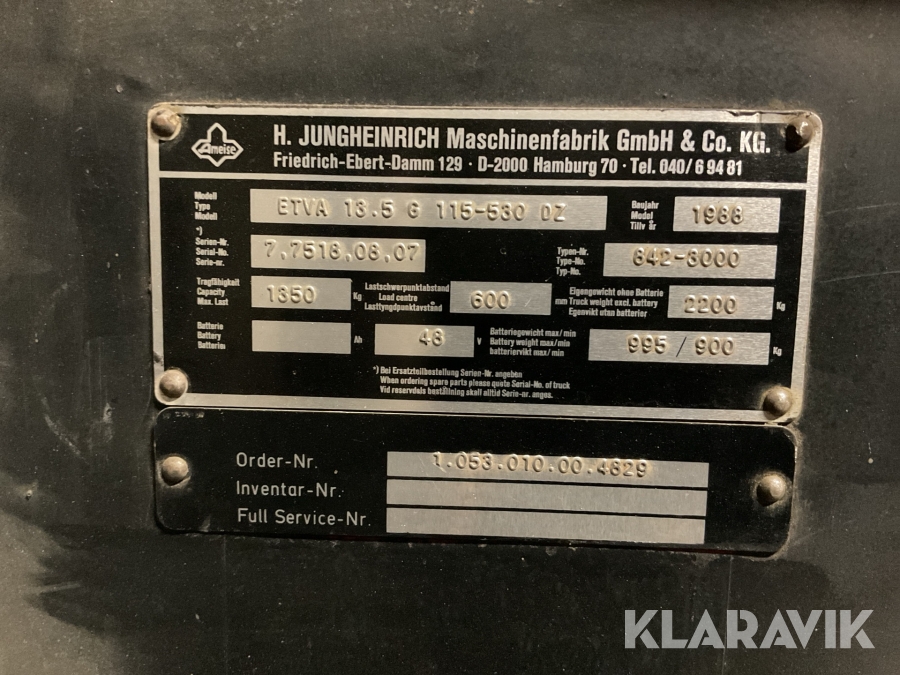 Ameise
H. JUNGHEINRICH Maschinenfabrik GmbH & Co. KG.
Friedrich-Ebert-Damm 129 · D-2000 Hamburg 70 · Tel. 040/6 94 81
Modell
Type
Modell
ETVA 13.5 G 115-530 DZ
Baujahr
Model
Tillv år
1988
*)
Serien-Nr.
Serial-No.
Serie-nr.
7,7518,08,07
Typen-Nr.
Type-No.
Typ-No.
842-3000
Tragfähigkeit
Capacity
Max. Last
1350 Kg
Lastschwerpunktabstand
Load centre
Lasttyngdpunktavstånd
600 mm
Eigengewicht ohne Batterie
Truck weight excl. battery
Egenvikt utan batterier
2200 Kg
Batterie
Battery
Batterier
Ah
48 V
Batteriegewicht max/min
Battery weight max/min
batteriervikt max/min
995/900 Kg
*) Bei Ersatzteilbestellung Serien-Nr. angeben
When ordering spare parts please quote Serial-No. of truck
Vid reservdels beställning skall alltid Serie-nr. anges.
Order-Nr. 1.053.010.00.4629
Inventar-Nr.
Full Service-Nr.
KLARAVIK